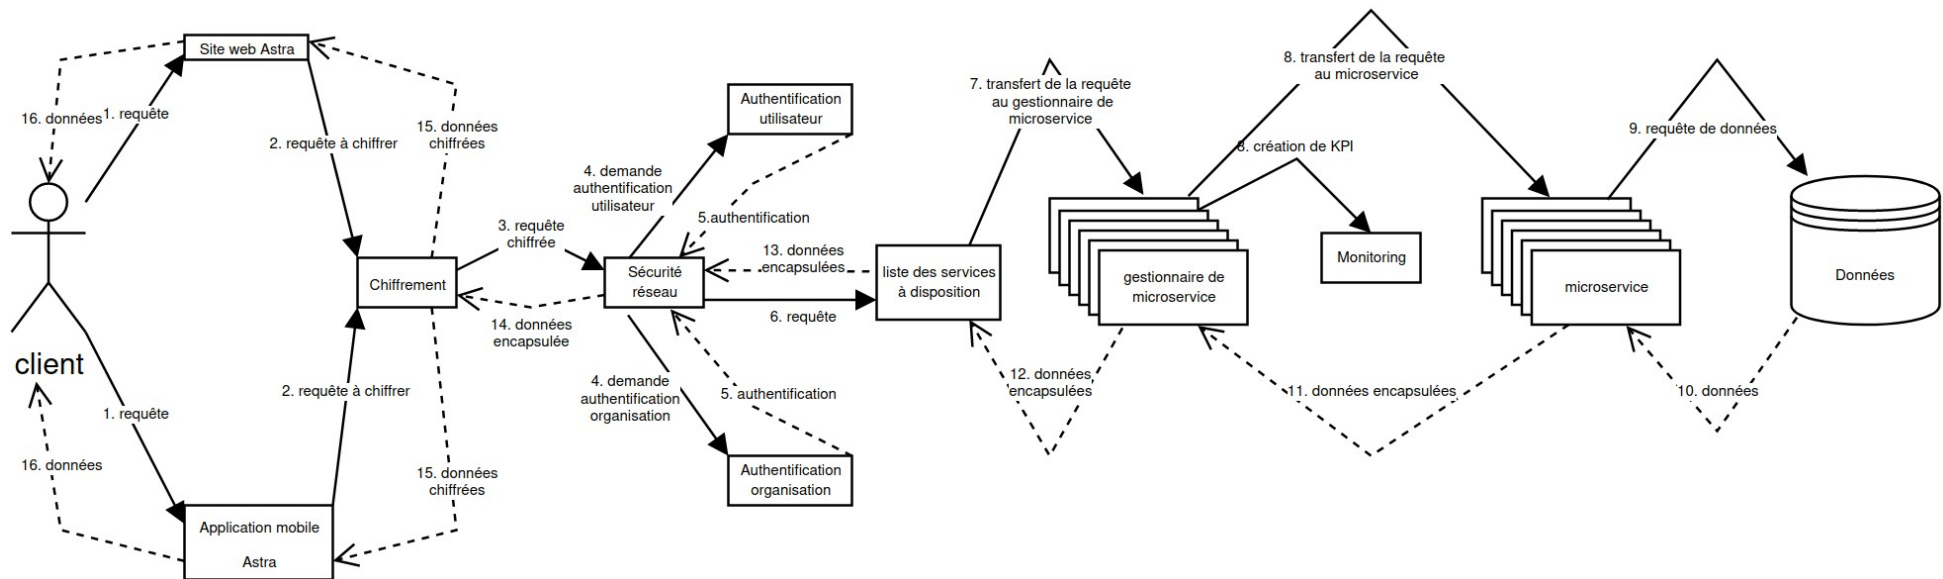 Site web Astra
16. données
1. requête
2. requête à chiffrer
15. données
chiffrées
client
Chiffrement
3. requête
chiffrée
14. données
encapsulée
2. requête à chiffrer
1. requête
16. données
15. données
chiffrées
Application mobile
Astra
Authentification
utilisateur
4. demande
authentification
utilisateur
5.authentification
Sécurité
réseau
13. données
encapsulées
6. requête
4. demande
authentification
organisation
5. authentification
Authentification
organisation
liste des services
à disposition
7. transfert de la requête
au gestionnaire de
microservice
12. données
encapsulées
gestionnaire de
microservice
8. transfert de la requête
au microservice
8. création de KPI
Monitoring
11. données encapsulées
microservice
9. requête de données
10. données
Données